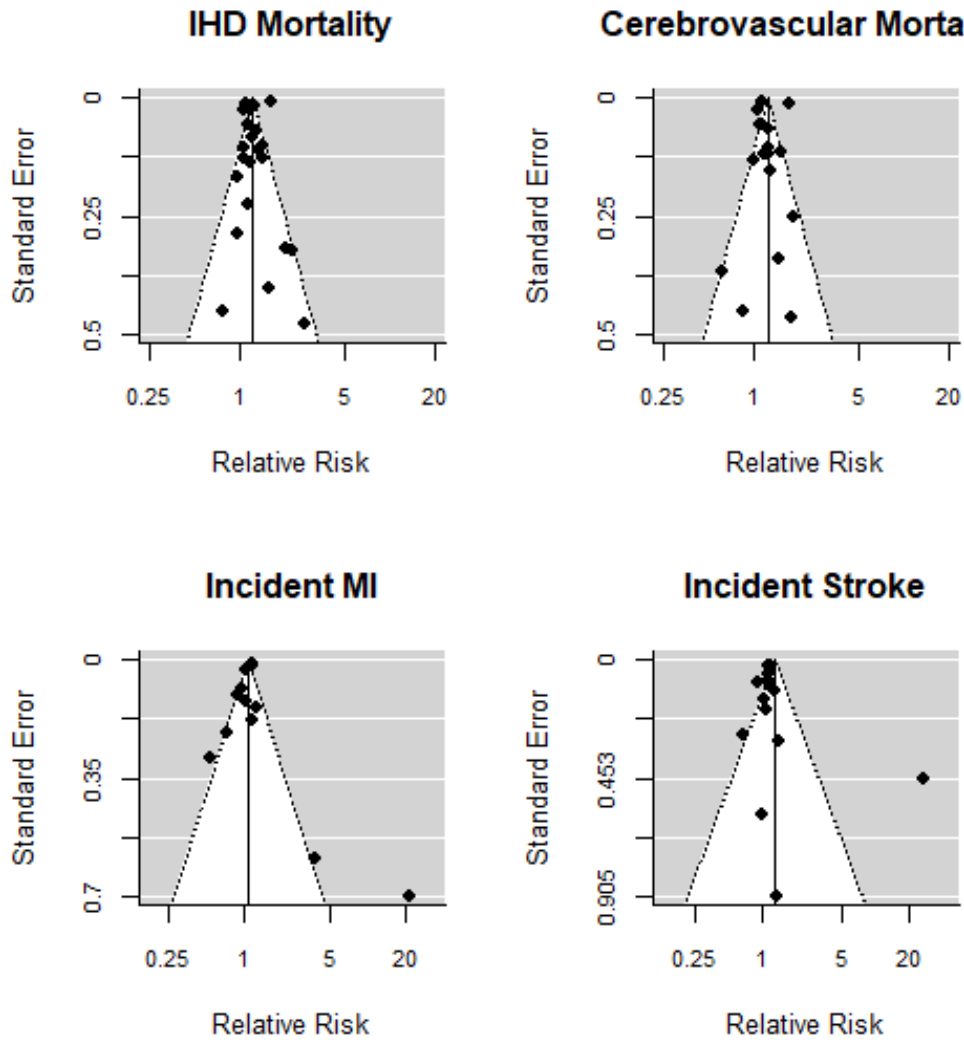 IHD Mortality
Standard Error
0
0.25
0.5
0.25 1 5 20
Relative Risk
Cerebrovascular Morta
Standard Error
0
0.25
0.5
0.25 1 5 20
Relative Risk
Incident MI
Standard Error
0
0.35
0.7
0.25 1 5 20
Relative Risk
Incident Stroke
Standard Error
0
0.453
0.905
0.25 1 5 20
Relative Risk